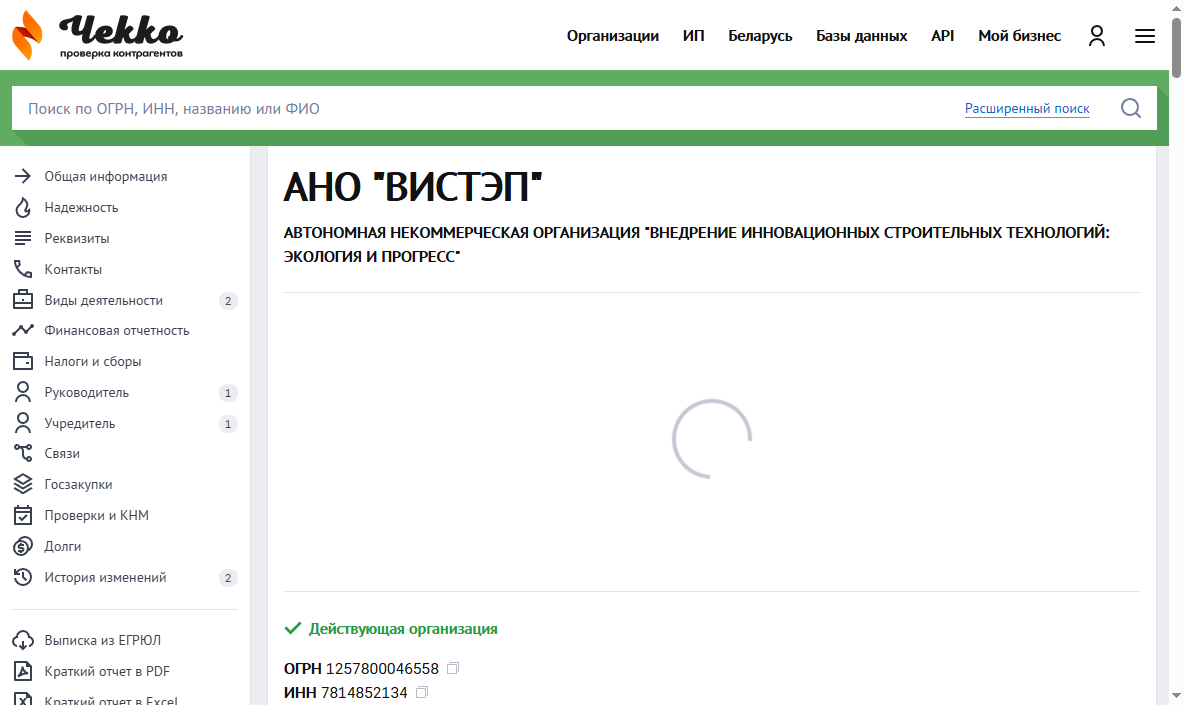 Чекко
проверка контрагентов
Организации ИП Беларусь Базы данных API Мой бизнес
Поиск по ОГРН, ИНН, названию или ФИО Расширенный поиск
Общая информация
Надежность
Реквизиты
Контакты
Виды деятельности 2
Финансовая отчетность
Налоги и сборы
Руководитель 1
Учредитель 1
Связи
Госзакупки
Проверки и КНМ
Долги
История изменений 2
Выписка из ЕГРЮЛ
Краткий отчет в PDF
Краткий отчет в Excel
АНО "ВИСТЭП"
АВТОНОМНАЯ НЕКОММЕРЧЕСКАЯ ОРГАНИЗАЦИЯ "ВНЕДРЕНИЕ ИННОВАЦИОННЫХ СТРОИТЕЛЬНЫХ ТЕХНОЛОГИЙ:
ЭКОЛОГИЯ И ПРОГРЕСС"
Действующая организация
ОГРН 1257800046558
ИНН 7814852134